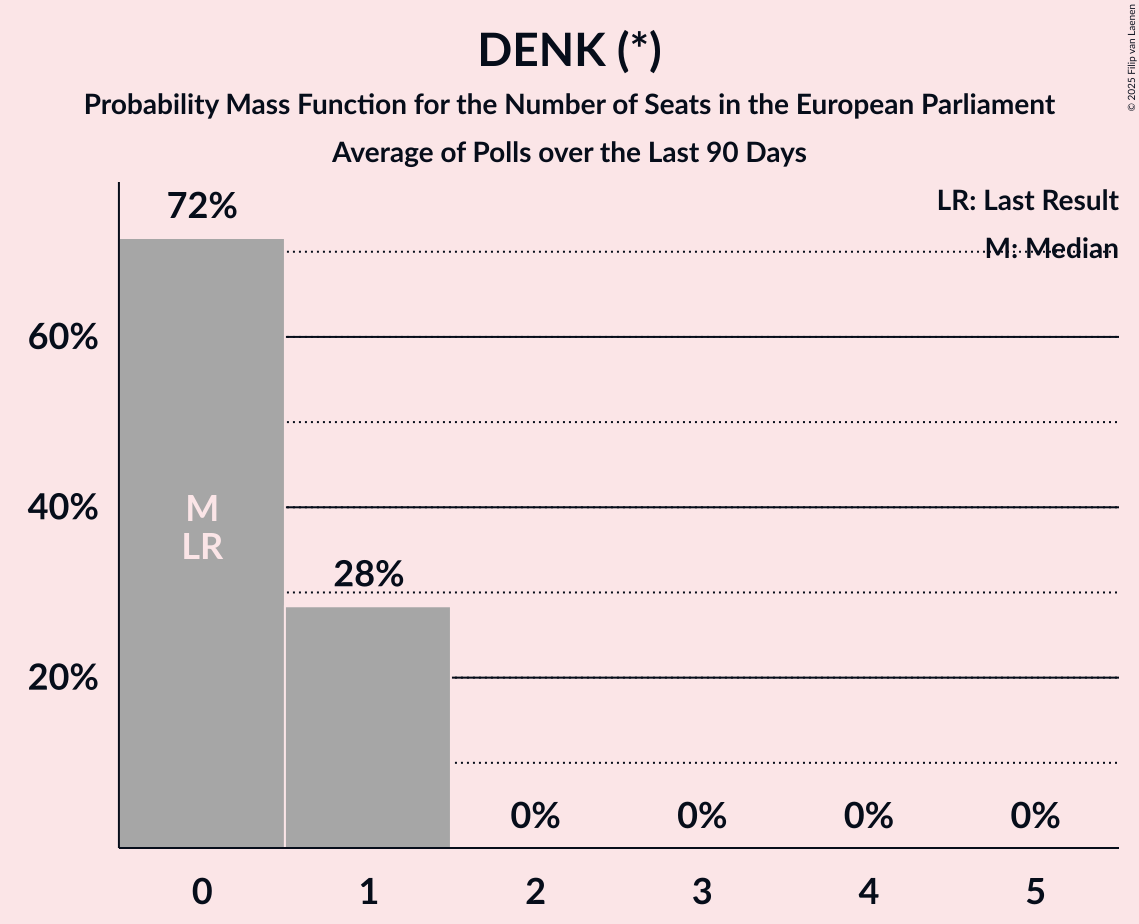 DENK (*)
Probability Mass Function for the Number of Seats in the European Parliament
Average of Polls over the Last 90 Days
© 2025 Filip van Laenen
LR: Last Result
M: Median
72%
60%
40%
20%
M
LR
28%
0% 0% 0% 0%
0 1 2 3 4 5